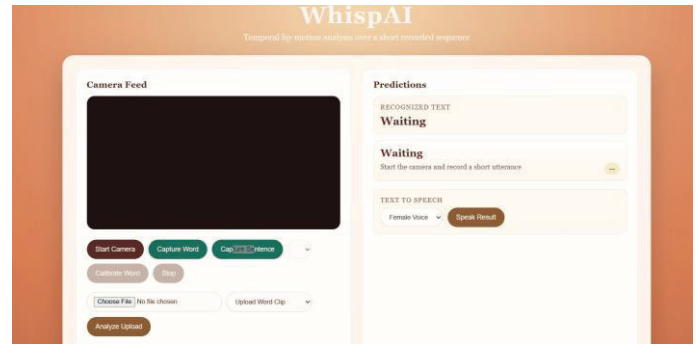 WhispAI
Temporal lip-motion analysis over a short recorded sequence
Camera Feed
Start Camera
Capture Word
Capture Sentence
Calibrate Word
Stop
Choose File No file chosen
Upload Word Clip
Analyze Upload
Predictions
RECOGNIZED TEXT
Waiting
Waiting
Start the camera and record a short utterance
TEXT TO SPEECH
Female Voice
Speak Result